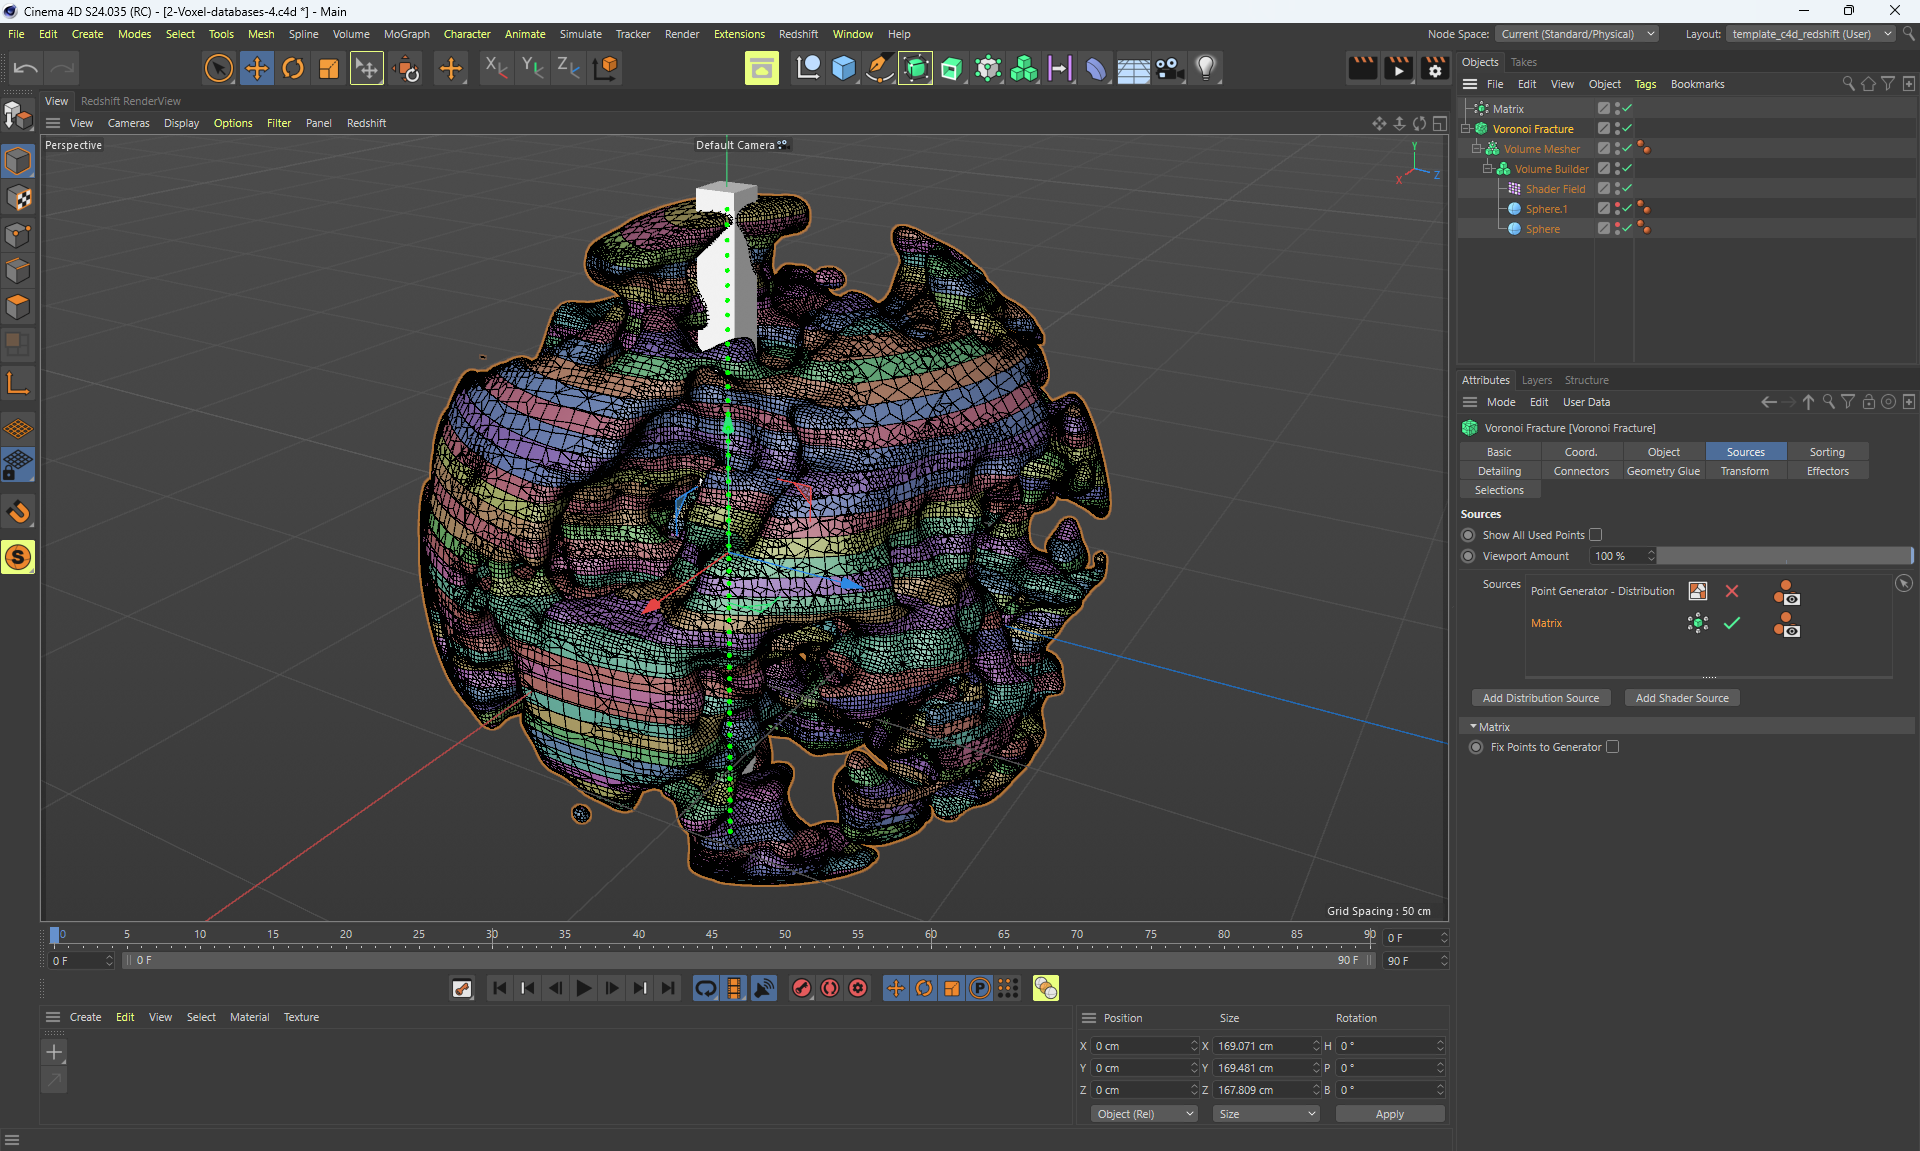 Cinema 4D S24.035 (RC) - [2-Voxel-databases-4.c4d *] - Main
File Edit Create Modes Select Tools Mesh Spline Volume MoGraph Character Animate Simulate Tracker Render Extensions Redshift Window Help
Node Space: Current (Standard/Physical) Layout: template_c4d_redshift (User)
X Y Z
Objects Takes
File Edit View Object Tags Bookmarks
View Redshift RenderView
View Cameras Display Options Filter Panel Redshift
Perspective
Default Camera
Y
X Z
Grid Spacing : 50 cm
Matrix
Voronoi Fracture
Volume Mesher
Volume Builder
Shader Field
Sphere.1
Sphere
Attributes Layers Structure
Mode Edit User Data
Voronoi Fracture [Voronoi Fracture]
Basic Coord. Object Sources Sorting
Detailing Connectors Geometry Glue Transform Effectors
Selections
Sources
Show All Used Points
Viewport Amount 100 %
Sources Point Generator - Distribution
Matrix
Add Distribution Source Add Shader Source
Matrix
Fix Points to Generator
S
0 5 10 15 20 25 30 35 40 45 50 55 60 65 70 75 80 85 90 0 F
0 F 0 F 90 F 90 F
P
Create Edit View Select Material Texture
Position Size Rotation
X 0 cm X 169.071 cm H 0 °
Y 0 cm Y 169.481 cm P 0 °
Z 0 cm Z 167.809 cm B 0 °
Object (Rel) Size Apply